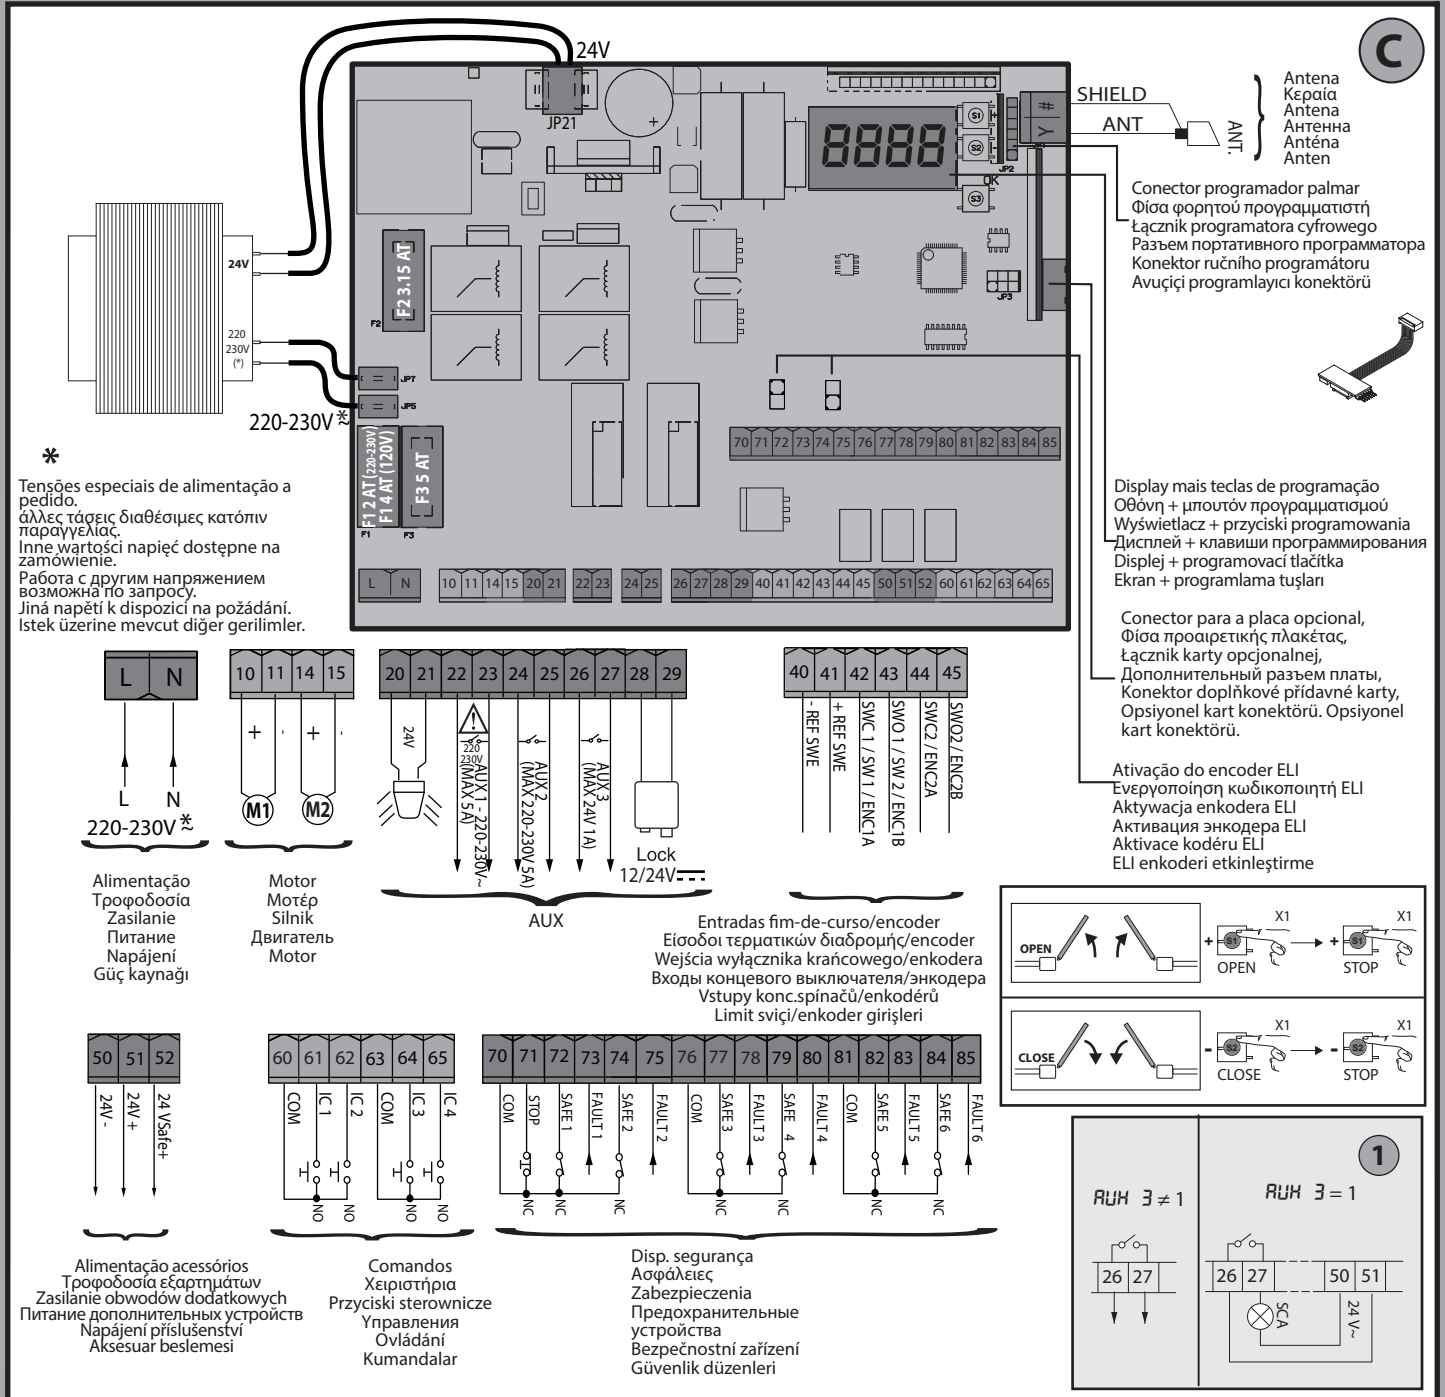 C
24V
JP21
+
8888
S1
+
S2
-
JP2
OK
S3
# Y
SHIELD
ANT
ANT.
Antena
Κεραία
Antena
Антенна
Anténa
Anten
Conector programador palmar
Φίσα φορητού προγραμματιστή
Łącznik programatora cyfrowego
Разъем портативного программатора
Konektor ručního programátoru
Avuçiçi programlayıcı konektörü
24V
220
230V
(*)
F2 3.15 AT
F2
JP7
JP5
JP3
220-230V *
F1 2 AT (220-230V)
F1 4 AT (120V)
F3 5 AT
F1
F3
70 71 72 73 74 75 76 77 78 79 80 81 82 83 84 85
L N 10 11 14 15 20 21 22 23 24 25 26 27 28 29 40 41 42 43 44 45 50 51 52 60 61 62 63 64 65
*
Tensões especiais de alimentação a
pedido.
άλλες τάσεις διαθέσιμες κατόπιν
παραγγελίας.
Inne wartości napięć dostępne na
zamówienie.
Работа с другим напряжением
возможна по запросу.
Jiná napětí k dispozici na požádání.
Istek üzerine mevcut diğer gerilimler.
Display mais teclas de programação
Οθόνη + μπουτόν προγραμματισμού
Wyświetlacz + przyciski programowania
Дисплей + клавиши программирования
Displej + programovací tlačítka
Ekran + programlama tuşları
Conector para a placa opcional,
Φίσα προαιρετικής πλακέτας,
Łącznik karty opcjonalnej,
Дополнительный разъем платы,
Konektor doplňkové přídavné karty,
Opsiyonel kart konektörü. Opsiyonel
kart konektörü.
Ativação do encoder ELI
Ενεργοποίηση κωδικοποιητή ELI
Aktywacja enkodera ELI
Активация энкодера ELI
Aktivace kodéru ELI
ELI enkoderi etkinleştirme
L N
L N
220-230V *
Alimentação
Τροφοδοσία
Zasilanie
Питание
Napájení
Güç kaynağı
10 11 14 15
+ - + -
M1 M2
Motor
Μοτέρ
Silnik
Двигатель
Motor
20 21 22 23 24 25 26 27 28 29
24V
220
230V
AUX 1 - 220-230V~
(MAX 5A)
AUX 2
(MAX 220-230V 5A)
AUX 3
(MAX 24V 1A)
Lock
12/24V
AUX
40 41 42 43 44 45
- REF SWE
+ REF SWE
SWC 1 / SW 1 / ENC1A
SWO 1 / SW 2 / ENC1B
SWC2 / ENC2A
SWO2 / ENC2B
Entradas fim-de-curso/encoder
Είσοδοι τερματικών διαδρομής/encoder
Wejścia wyłącznika krańcowego/enkodera
Входы концевого выключателя/энкодера
Vstupy konc.spínačů/enkodérů
Limit sviçi/enkoder girişleri
OPEN
+ S1
X1
OPEN
+ S1
X1
STOP
CLOSE
- S2
X1
CLOSE
- S2
X1
STOP
50 51 52
24V -
24V +
24 VSafe+
Alimentação acessórios
Τροφοδοσία εξαρτημάτων
Zasilanie obwodów dodatkowych
Питание дополнительных устройств
Napájení příslušenství
Aksesuar beslemesi
60 61 62 63 64 65
COM
IC 1
IC 2
COM
IC 3
IC 4
NO NO NO NO
Comandos
Χειριστήρια
Przyciski sterownicze
Управления
Ovládání
Kumandalar
70 71 72 73 74 75 76 77 78 79 80 81 82 83 84 85
COM
STOP
SAFE 1
FAULT 1
SAFE 2
FAULT 2
COM
SAFE 3
FAULT 3
SAFE 4
FAULT 4
COM
SAFE 5
FAULT 5
SAFE 6
FAULT 6
NC NC NC NC NC NC NC
Disp. segurança
Ασφάλειες
Zabezpieczenia
Предохранительные
устройства
Bezpečnostní zařízení
Güvenlik düzenleri
1
AUX 3 ≠ 1
26 27
AUX 3 = 1
26 27 50 51
SCA
24 V~